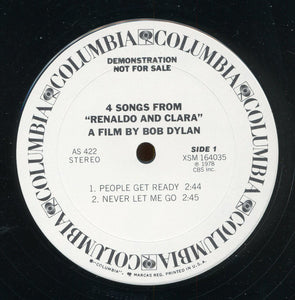 COLUMBIA COLUMBIA COLUMBIA COLUMBIA COLUMBIA COLUMBIA
DEMONSTRATION
NOT FOR SALE
4 SONGS FROM
"RENALDO AND CLARA"
A FILM BY BOB DYLAN
AS 422
STEREO
SIDE 1
XSM 164035
℗ 1978
CBS Inc.
1. PEOPLE GET READY 2:44
2. NEVER LET ME GO 2:45
"COLUMBIA", MARCAS REG. PRINTED IN U.S.A.